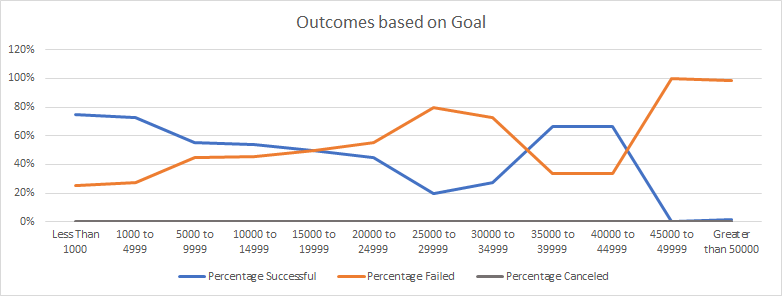 Outcomes based on Goal
120%
100%
80%
60%
40%
20%
0%
Less Than 1000 to 5000 to 10000 to 15000 to 20000 to 25000 to 30000 to 35000 to 40000 to 45000 to Greater
1000 4999 9999 14999 19999 24999 29999 34999 39999 44999 49999 than 50000
Percentage Successful Percentage Failed Percentage Canceled